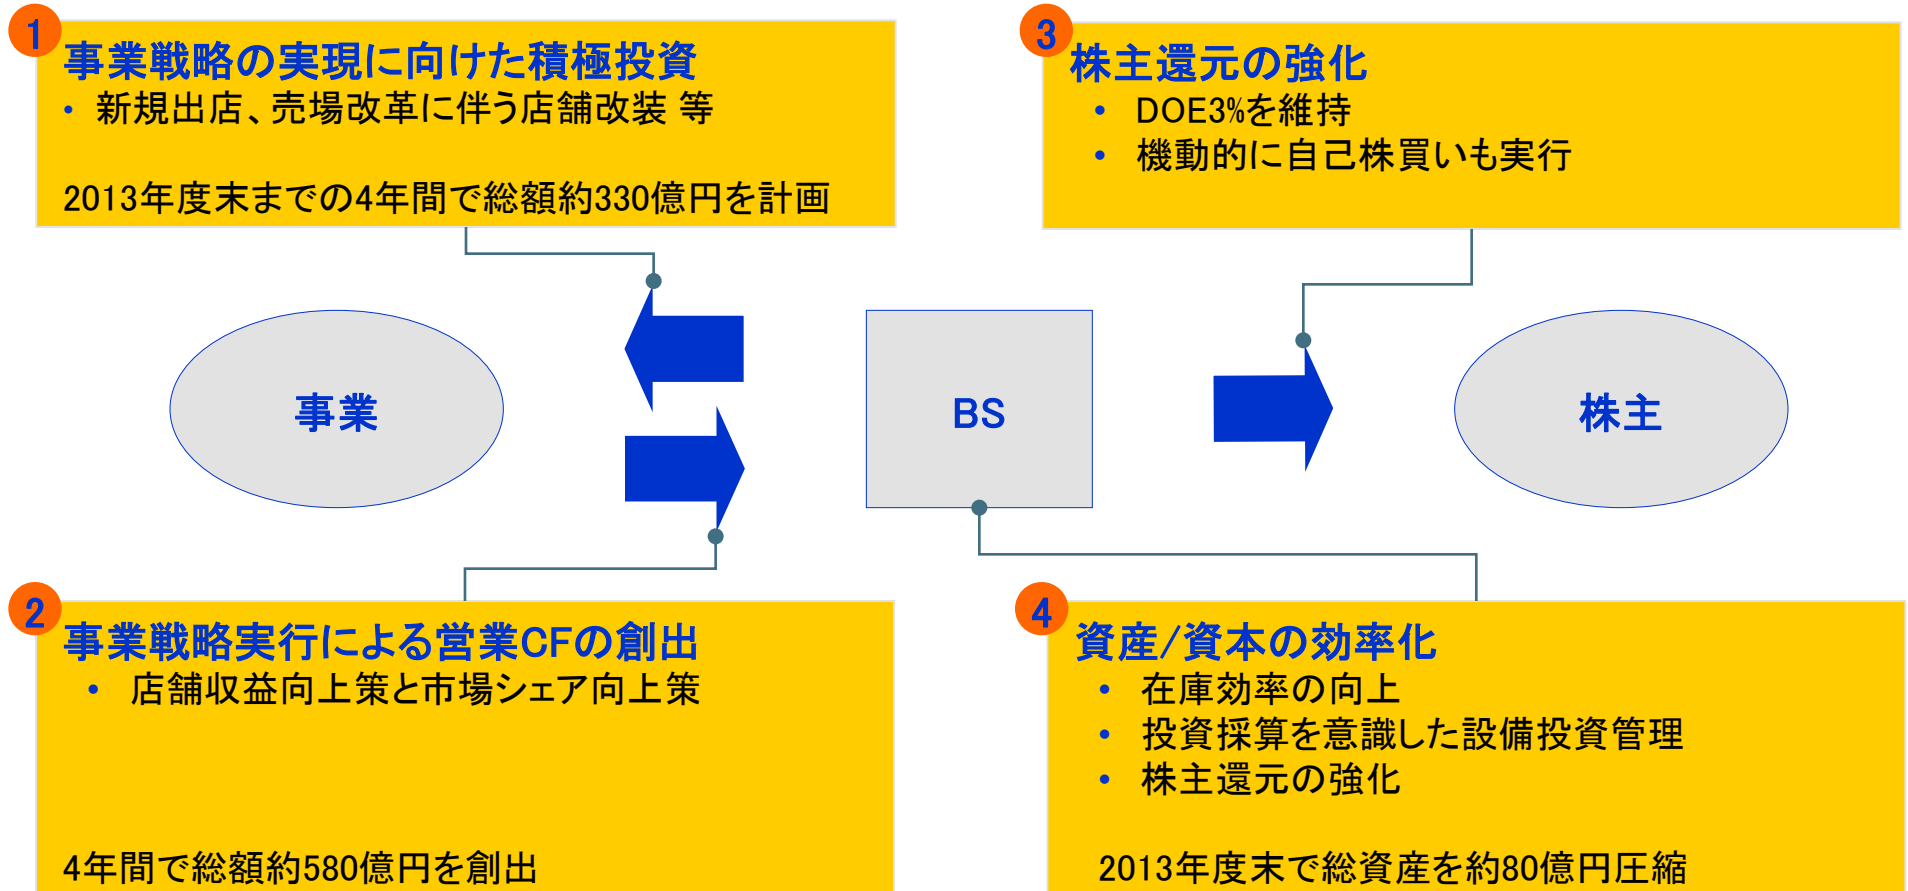 1
事業戦略の実現に向けた積極投資
• 新規出店、売場改革に伴う店舗改装 等
2013年度末までの4年間で総額約330億円を計画
3
株主還元の強化
• DOE3%を維持
• 機動的に自己株買いも実行
事業
BS
株主
2
事業戦略実行による営業CFの創出
• 店舗収益向上策と市場シェア向上策
4年間で総額約580億円を創出
4
資産/資本の効率化
• 在庫効率の向上
• 投資採算を意識した設備投資管理
• 株主還元の強化
2013年度末で総資産を約80億円圧縮